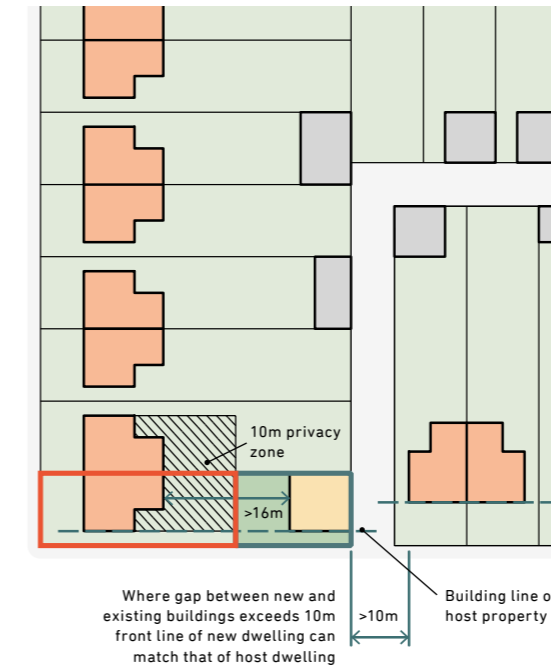 10m privacy
zone
>16m
Where gap between new and
existing buildings exceeds 10m
front line of new dwelling can
match that of host dwelling
>10m
Building line o
host property